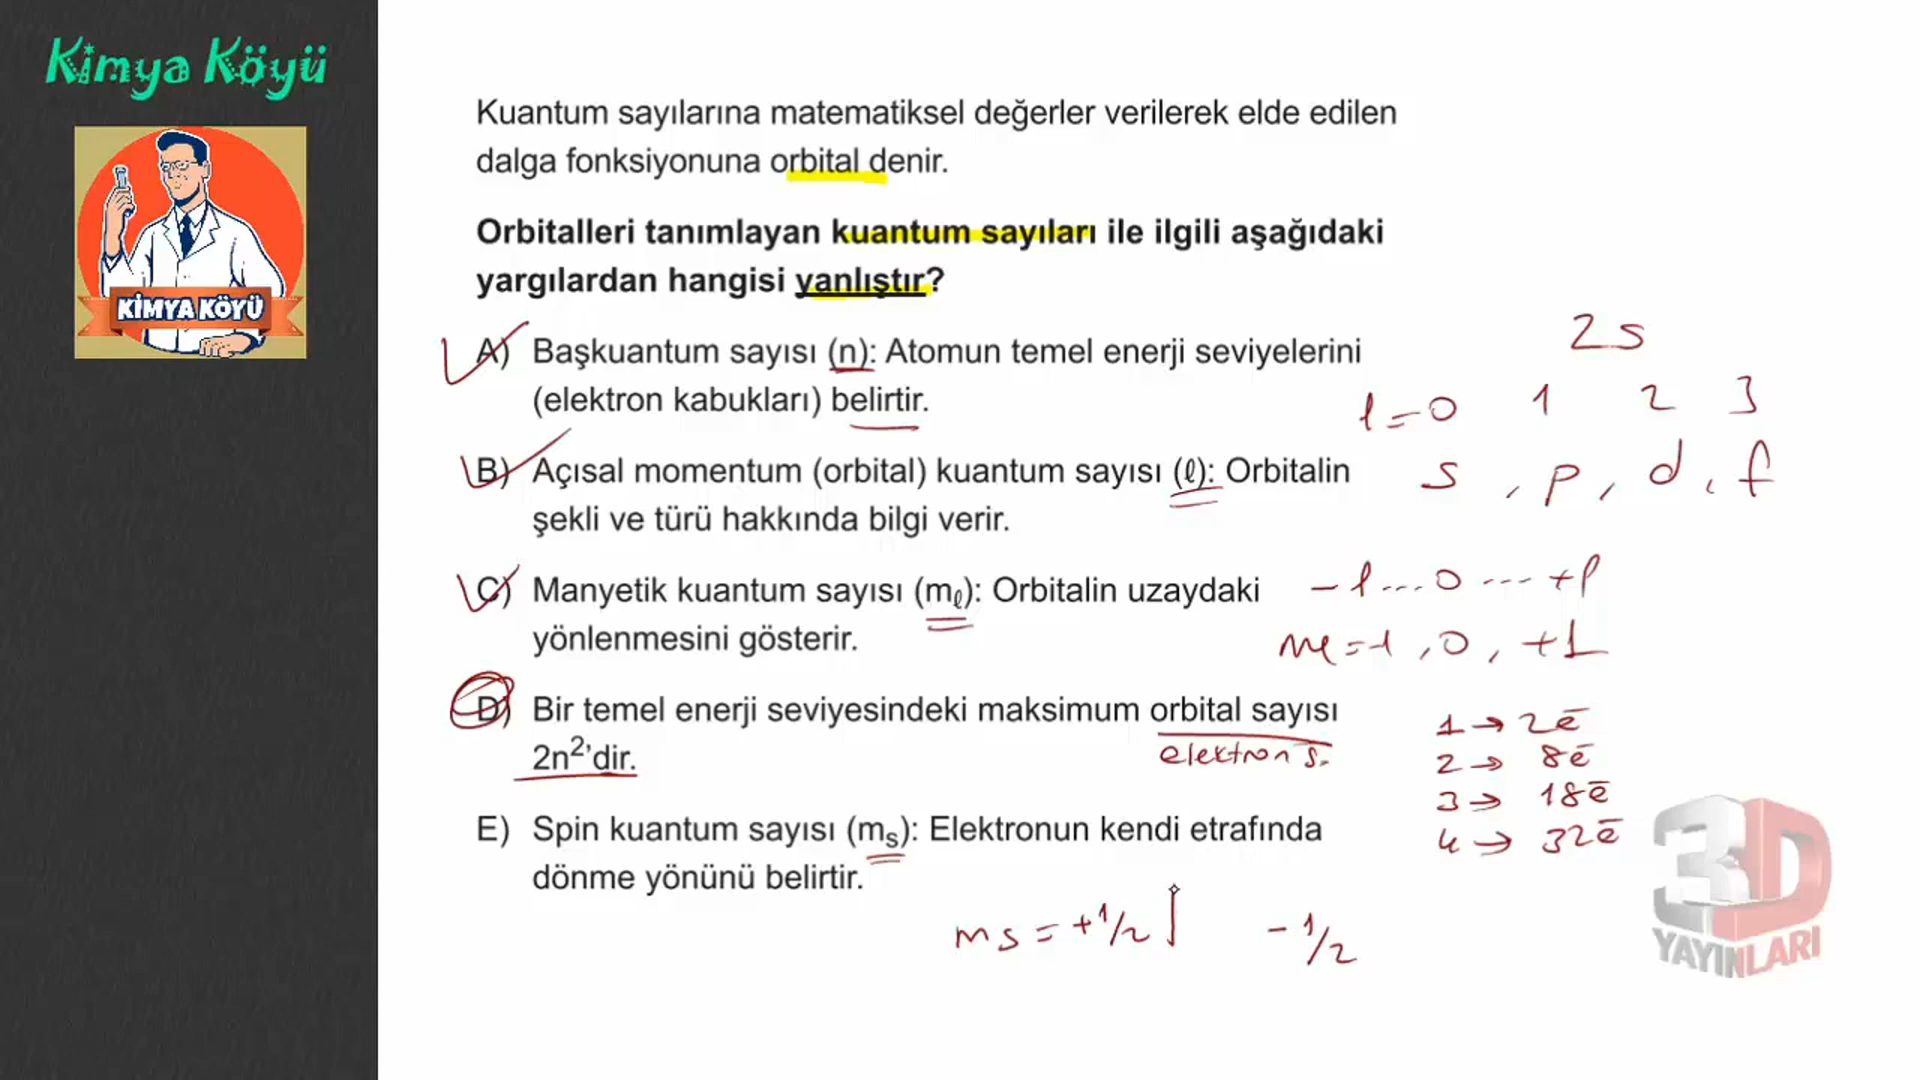 Kimya Köyü
KİMYA KÖYÜ
Kuantum sayılarına matematiksel değerler verilerek elde edilen
dalga fonksiyonuna orbital denir.
Orbitalleri tanımlayan kuantum sayıları ile ilgili aşağıdaki
yargılardan hangisi yanlıştır?
A) Başkuantum sayısı (n): Atomun temel enerji seviyelerini
(elektron kabukları) belirtir.
B) Açısal momentum (orbital) kuantum sayısı (ℓ): Orbitalin
şekli ve türü hakkında bilgi verir.
C) Manyetik kuantum sayısı (mℓ): Orbitalin uzaydaki
yönlenmesini gösterir.
D) Bir temel enerji seviyesindeki maksimum orbital sayısı
2n²'dir.
elektron s.
E) Spin kuantum sayısı (ms): Elektronun kendi etrafında
dönme yönünü belirtir.
ms = +1/2 -1/2
2s
l = 0 1 2 3
s, p, d, f
-l...0...+l
ml = -1, 0, +1
1 → 2ē
2 → 8ē
3 → 18ē
4 → 32ē
3D
YAYINLARI